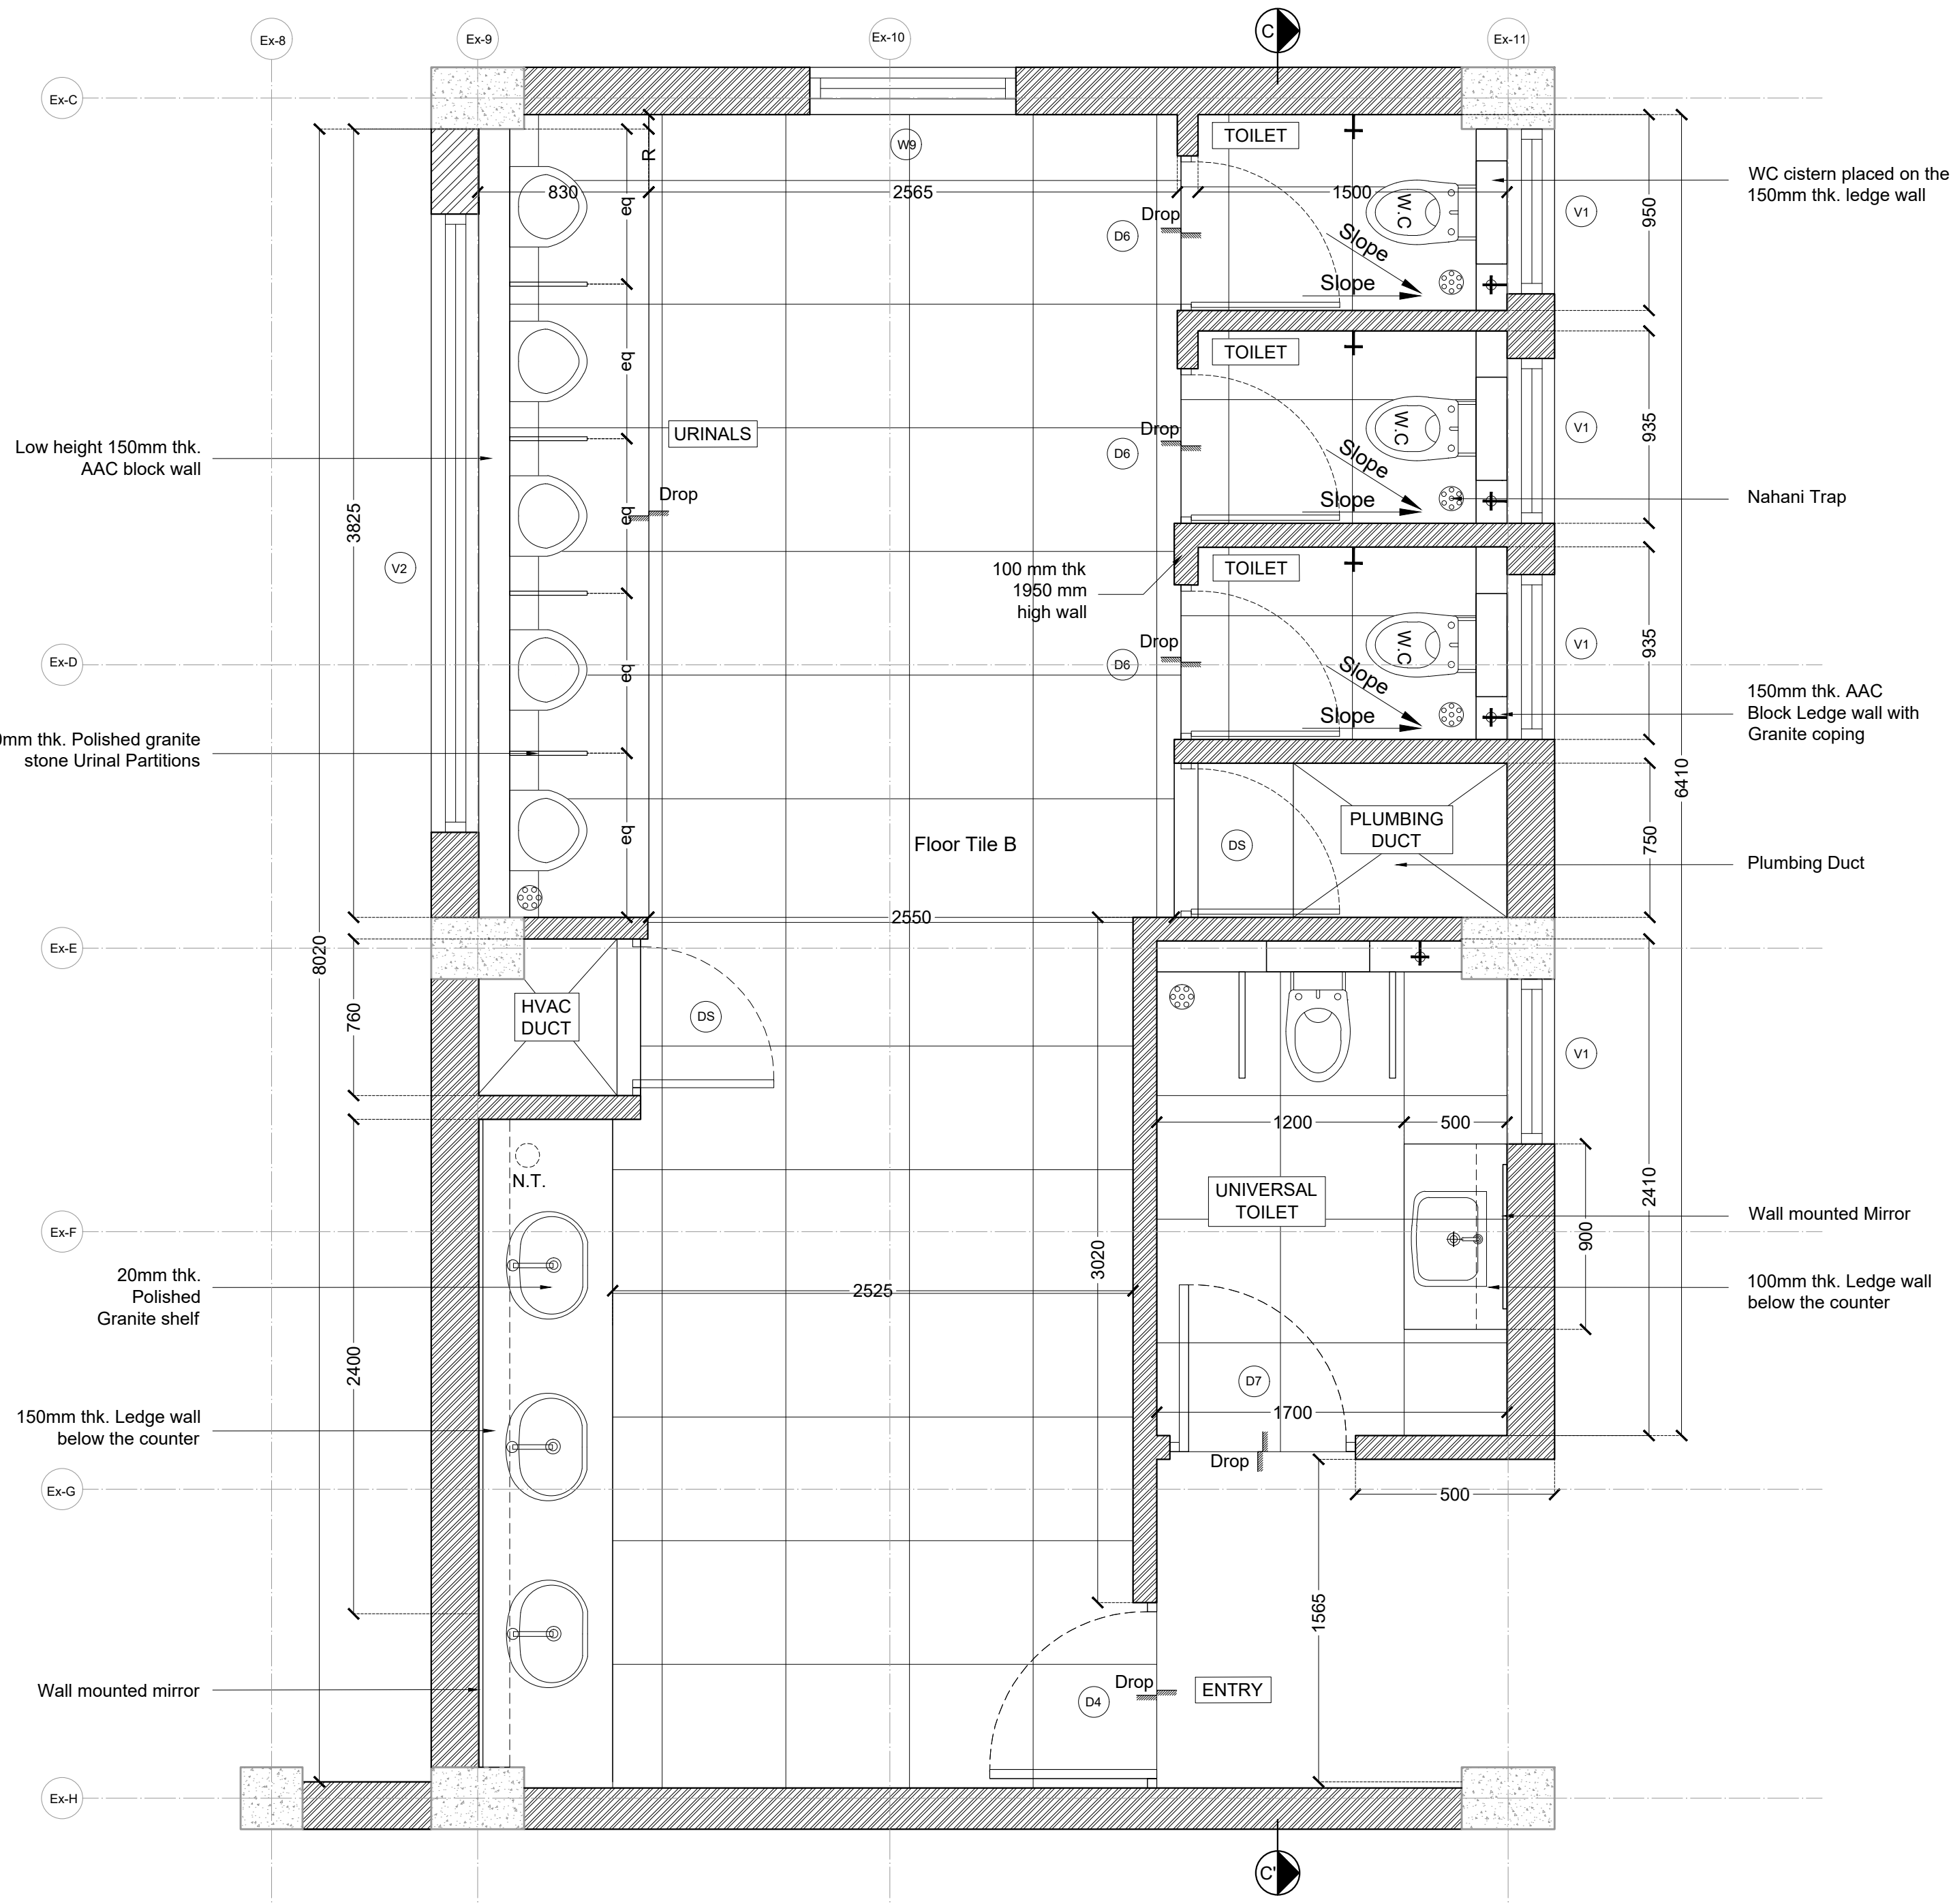 Ex-8
Ex-9
Ex-10
C
Ex-11
Ex-C
TOILET
W9
R
830
2565
1500
WC cistern placed on the
150mm thk. ledge wall
eq
Drop
D6
W.C
V1
950
Slope
Slope
TOILET
eq
URINALS
Drop
D6
W.C
V1
935
Slope
Slope
Nahani Trap
Low height 150mm thk.
AAC block wall
3825
eq
Drop
V2
100 mm thk
1950 mm
high wall
TOILET
Drop
D6
W.C
V1
935
Slope
Slope
Ex-D
eq
150mm thk. AAC
Block Ledge wall with
Granite coping
mm thk. Polished granite
stone Urinal Partitions
6410
eq
Floor Tile B
DS
PLUMBING
DUCT
750
Plumbing Duct
2550
Ex-E
8020
760
HVAC
DUCT
DS
V1
1200
500
N.T.
UNIVERSAL
TOILET
2410
Wall mounted Mirror
Ex-F
900
3020
20mm thk.
Polished
Granite shelf
2525
100mm thk. Ledge wall
below the counter
2400
D7
1700
150mm thk. Ledge wall
below the counter
Drop
Ex-G
500
1565
Wall mounted mirror
Drop
D4
ENTRY
Ex-H
C'